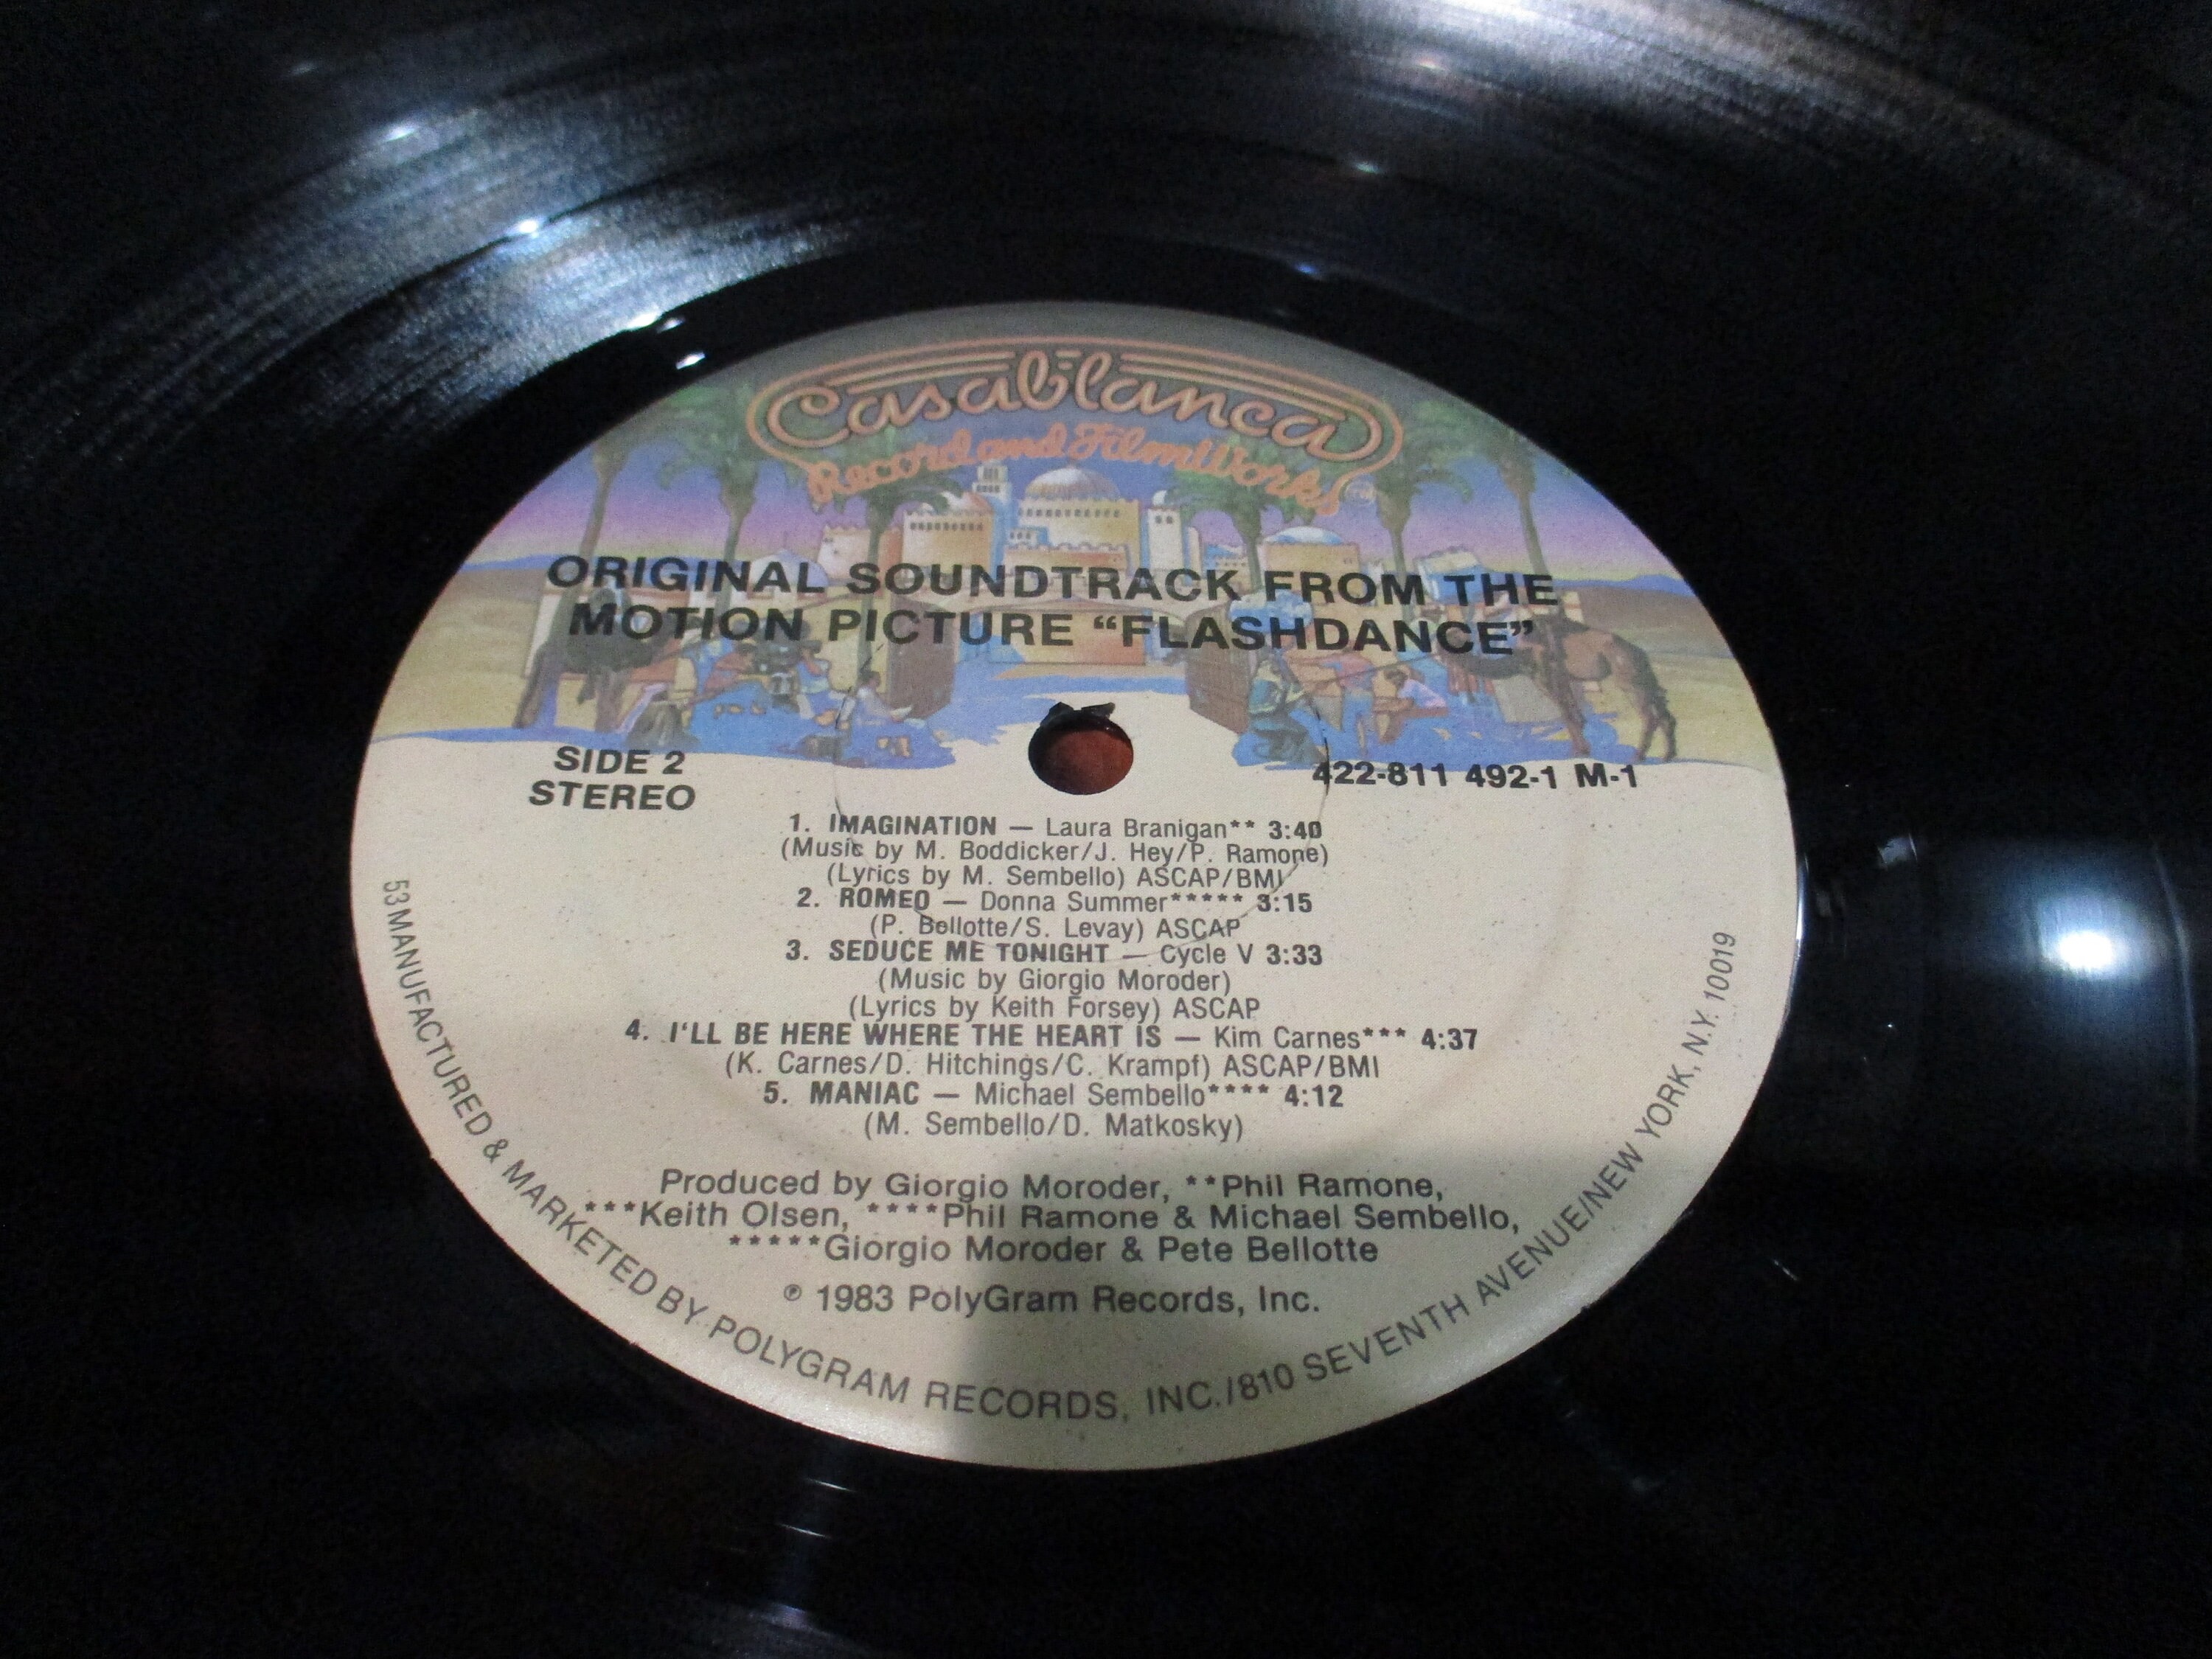 Casablanca
Record and FilmWorks
ORIGINAL SOUNDTRACK FROM THE
MOTION PICTURE “FLASHDANCE”
SIDE 2
STEREO
422-811 492-1 M-1
1. IMAGINATION — Laura Branigan** 3:40
(Music by M. Boddicker/J. Hey/P. Ramone)
(Lyrics by M. Sembello) ASCAP/BMI
2. ROMEO — Donna Summer***** 3:15
(P. Bellotte/S. Levay) ASCAP
3. SEDUCE ME TONIGHT — Cycle V 3:33
(Music by Giorgio Moroder)
(Lyrics by Keith Forsey) ASCAP
4. I'LL BE HERE WHERE THE HEART IS — Kim Carnes*** 4:37
(K. Carnes/D. Hitchings/C. Krampf) ASCAP/BMI
5. MANIAC — Michael Sembello**** 4:12
(M. Sembello/D. Matkosky)
Produced by Giorgio Moroder, **Phil Ramone,
***Keith Olsen, ****Phil Ramone & Michael Sembello,
*****Giorgio Moroder & Pete Bellotte
℗ 1983 PolyGram Records, Inc.
53 MANUFACTURED & MARKETED BY POLYGRAM RECORDS, INC./810 SEVENTH AVENUE/NEW YORK, N.Y. 10019